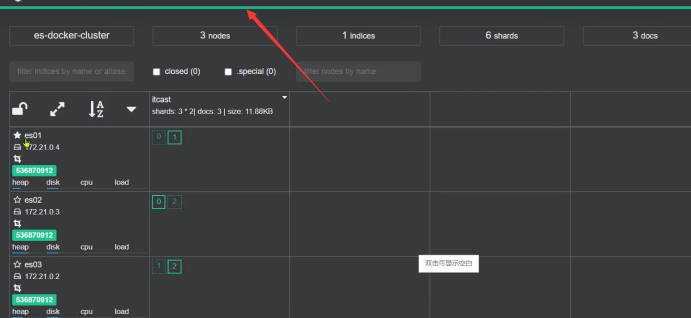 es-docker-cluster
3 nodes
1 indices
6 shards
3 docs
filter indices by name or aliase
closed (0)
.special (0)
filter nodes by name
itcast
shards: 3 * 2| docs: 3 | size: 11.88KB
es01
172.21.0.4
0 1
536870912
heap disk cpu load
es02
172.21.0.3
0 2
536870912
heap disk cpu load
es03
172.21.0.2
1 2
536870912
heap disk cpu load
双击可显示空白